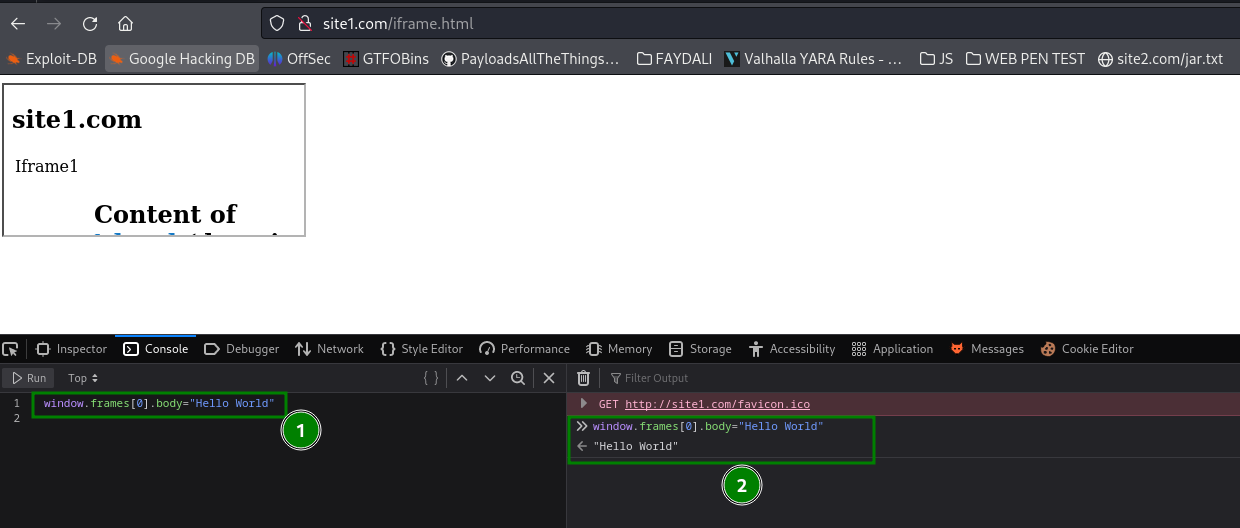 site1.com/iframe.html
Exploit-DB Google Hacking DB OffSec GTFOBins PayloadsAllTheThings… FAYDALI Valhalla YARA Rules - … JS WEB PEN TEST site2.com/jar.txt
site1.com
Iframe1
Content of
Inspector Console Debugger Network Style Editor Performance Memory Storage Accessibility Application Messages Cookie Editor
Run Top Filter Output
1 window.frames[0].body="Hello World"
2
1
GET http://site1.com/favicon.ico
window.frames[0].body="Hello World"
"Hello World"
2